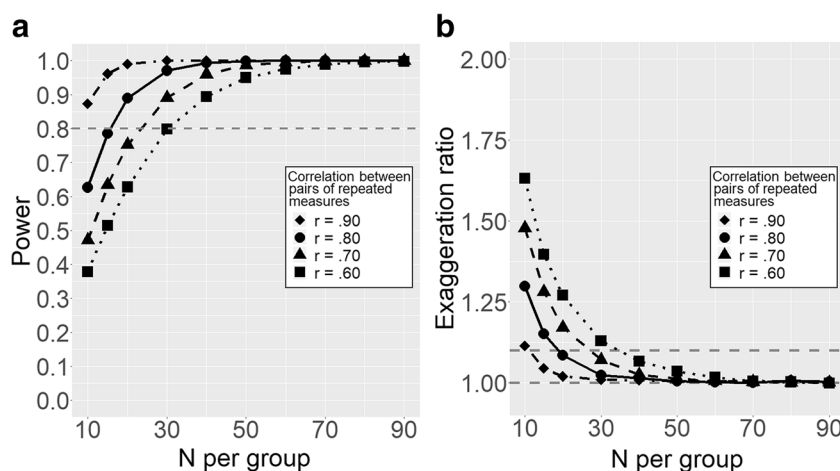 a
1.0
0.9
0.8
0.7
0.6
0.5
0.4
0.3
0.2
0.1
0.0
Power
10 30 50 70 90
N per group
Correlation between
pairs of repeated
measures
r = .90
r = .80
r = .70
r = .60
b
2.00
1.75
1.50
1.25
1.00
Exaggeration ratio
10 30 50 70 90
N per group
Correlation between
pairs of repeated
measures
r = .90
r = .80
r = .70
r = .60